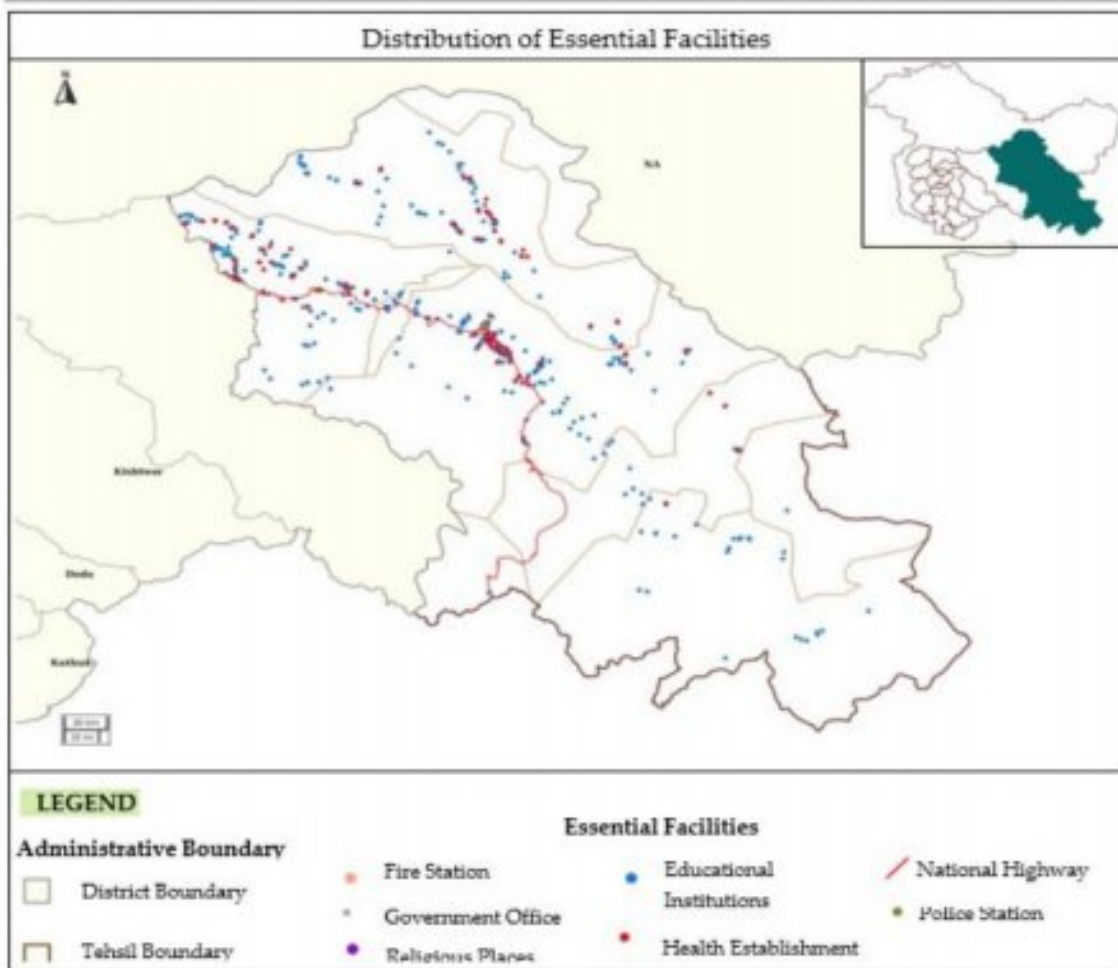 Distribution of Essential Facilities
N
NA
Kishtwar
Doda
Kathua
LEGEND
Administrative Boundary
District Boundary
Tehsil Boundary
Essential Facilities
Fire Station
Government Office
Religious Places
Educational
Institutions
Health Establishment
National Highway
Police Station